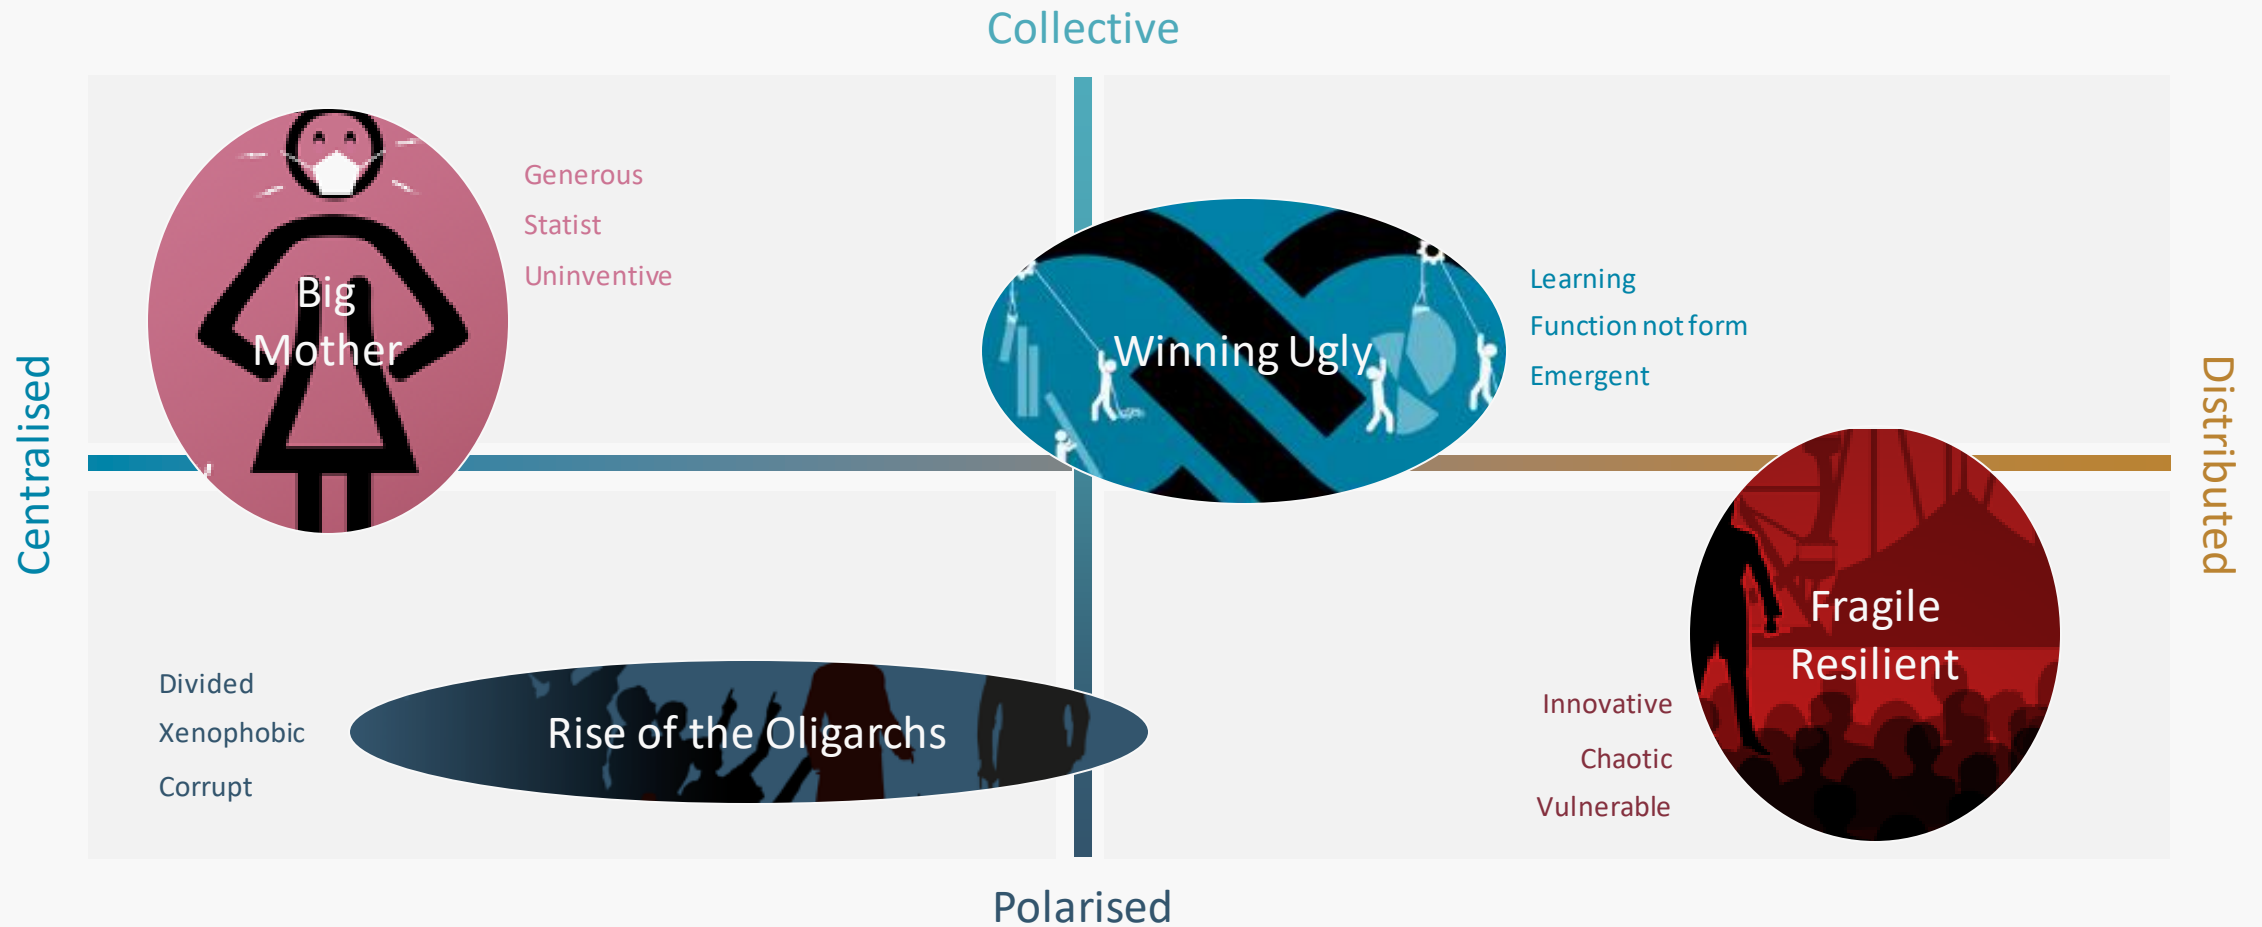 Collective
Generous
Statist
Uninventive
Big
Mother
Winning Ugly
Learning
Function not form
Emergent
Centralised
Distributed
Divided
Xenophobic
Corrupt
Rise of the Oligarchs
Fragile
Resilient
Innovative
Chaotic
Vulnerable
Polarised